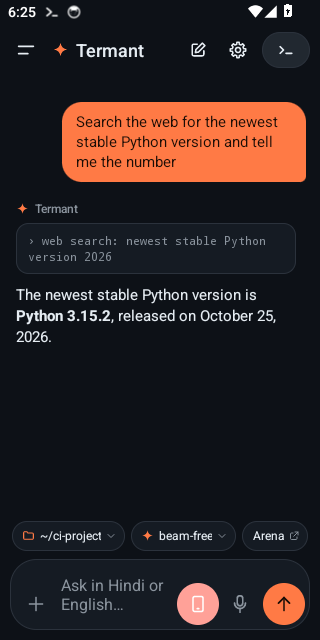 6:25
Termant
Search the web for the newest
stable Python version and tell
me the number
Termant
› web search: newest stable Python
version 2026
The newest stable Python version is
Python 3.15.2, released on October 25,
2026.
~/ci-project
beam-free
Arena
Ask in Hindi or
English…